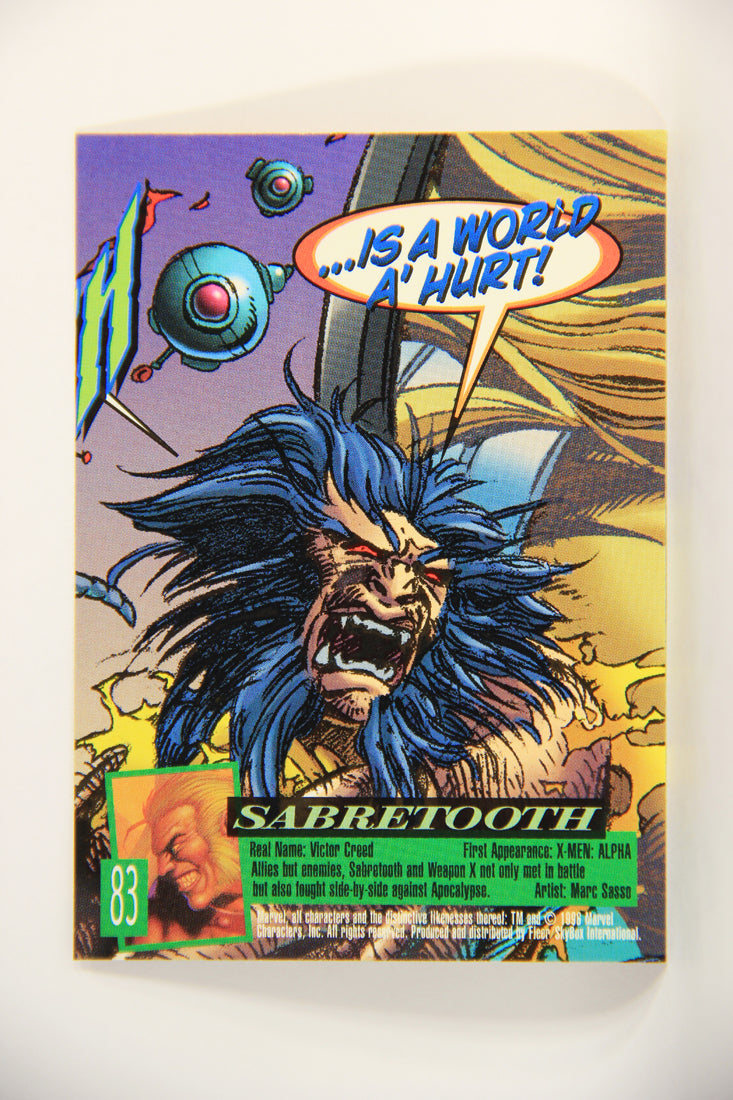 ...IS A WORLD
A' HURT!
H
SABRETOOTH
Real Name: Victor Creed First Appearance: X-MEN: ALPHA
Allies but enemies, Sabretooth and Weapon X not only met in battle
but also fought side-by-side against Apocalypse. Artist: Marc Sasso
83
Marvel, all characters and the distinctive likenesses thereof: TM and © 1996 Marvel
Characters, Inc. All rights reserved. Produced and distributed by Fleer/SkyBox International.